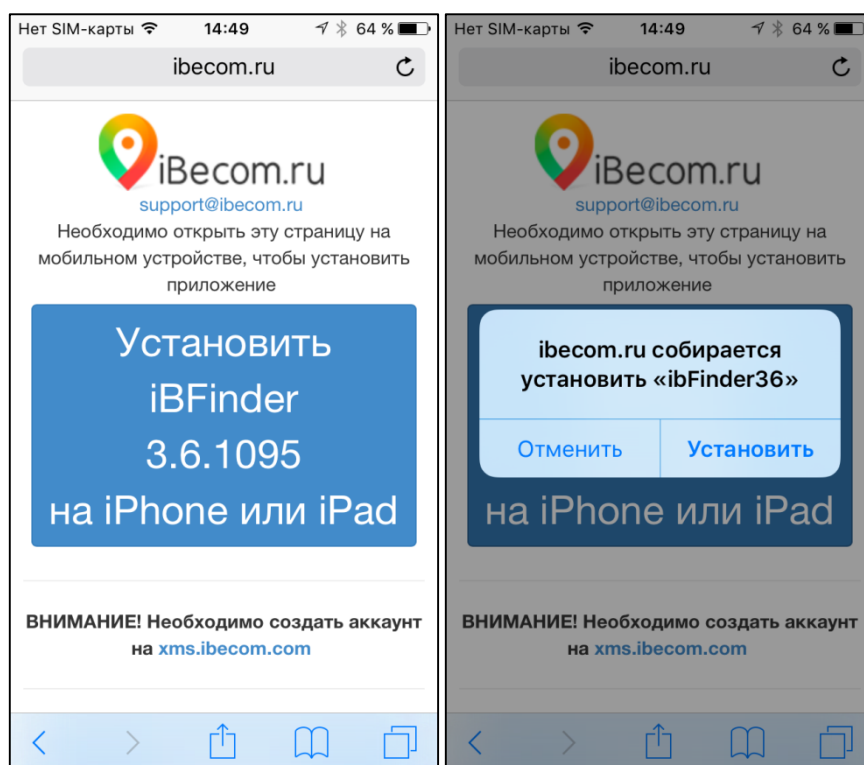 Нет SIM-карты 14:49 64 %
ibecom.ru
iBecom.ru
support@ibecom.ru
Необходимо открыть эту страницу на
мобильном устройстве, чтобы установить
приложение
Установить
iBFinder
3.6.1095
на iPhone или iPad
ВНИМАНИЕ! Необходимо создать аккаунт
на xms.ibecom.com
Нет SIM-карты 14:49 64 %
ibecom.ru
iBecom.ru
support@ibecom.ru
Необходимо открыть эту страницу на
мобильном устройстве, чтобы установить
приложение
ibecom.ru собирается
установить «ibFinder36»
Отменить Установить
на iPhone или iPad
ВНИМАНИЕ! Необходимо создать аккаунт
на xms.ibecom.com